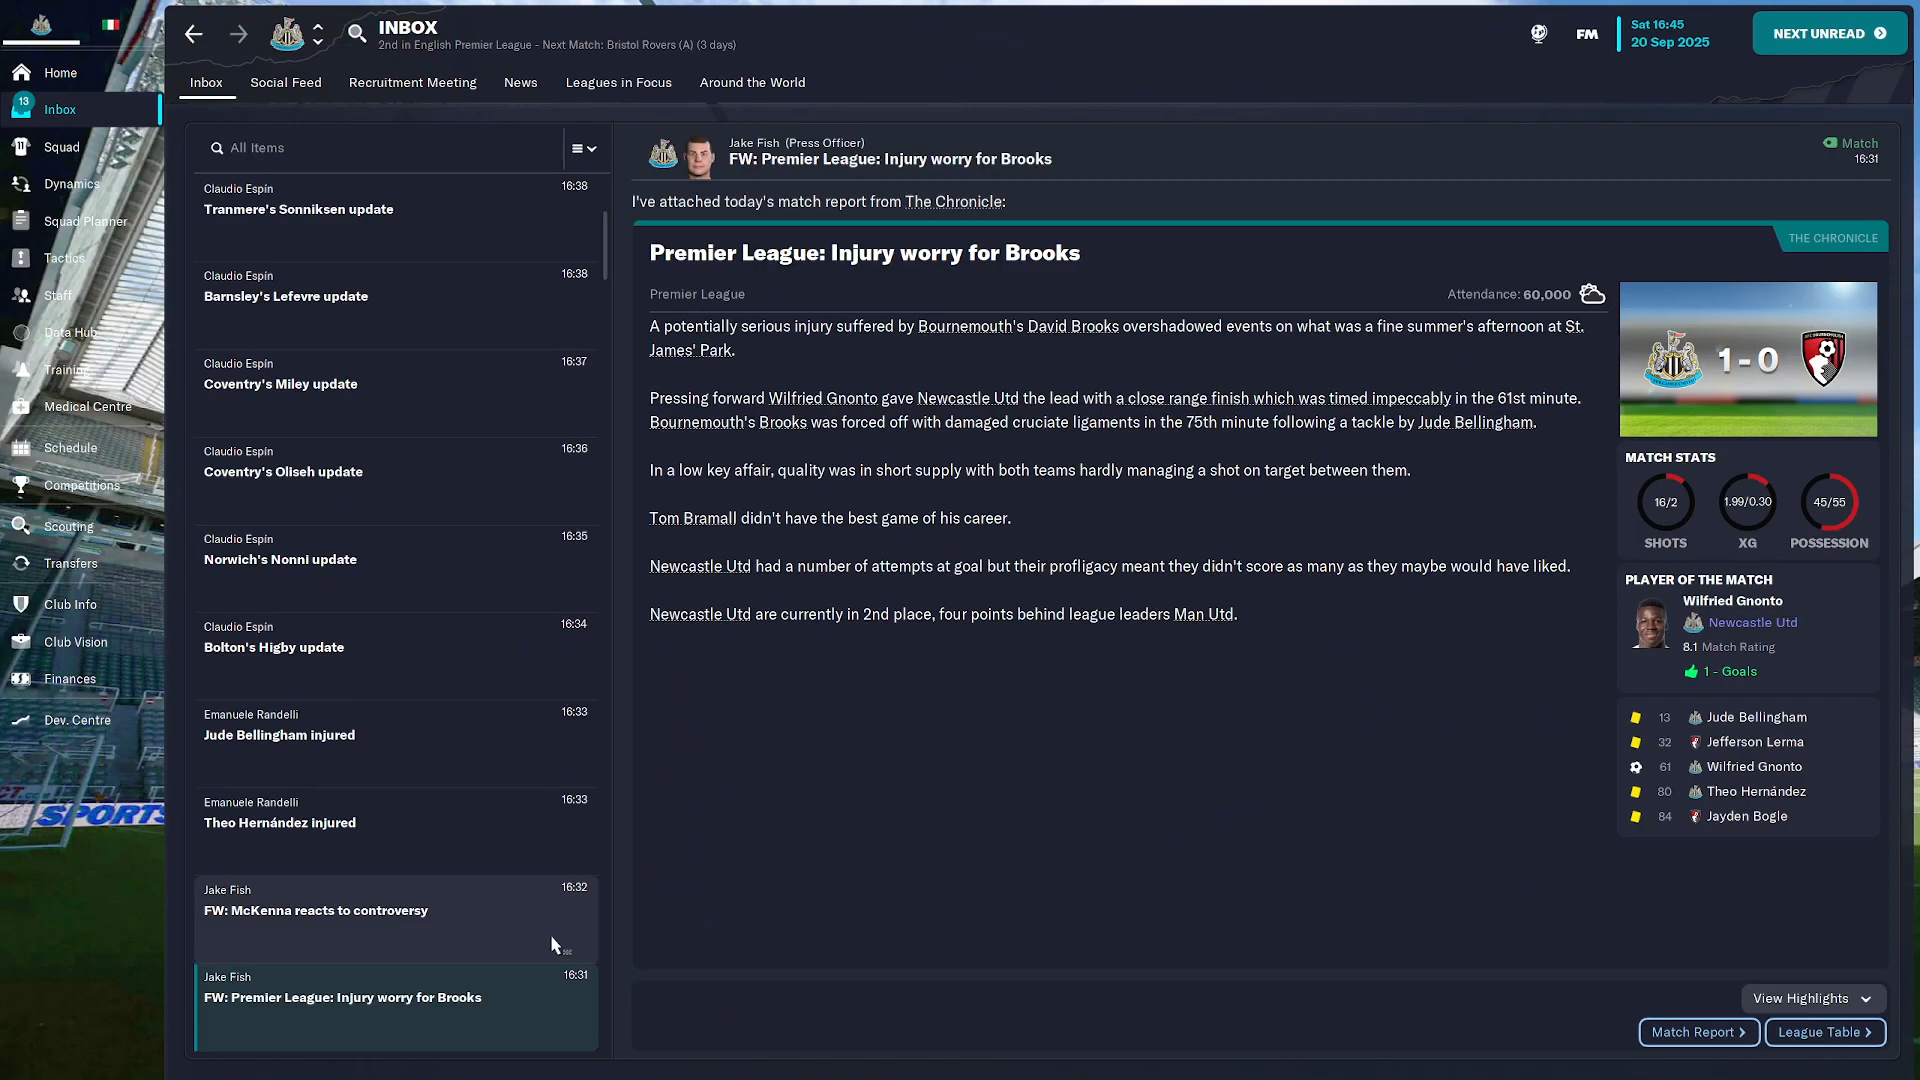 INBOX
2nd in English Premier League - Next Match: Bristol Rovers (A) (3 days)
FM
Sat 16:45
20 Sep 2025
NEXT UNREAD
Inbox
Social Feed
Recruitment Meeting
News
Leagues in Focus
Around the World
Home
13
Inbox
Squad
Dynamics
Squad Planner
Tactics
Staff
Data Hub
Training
Medical Centre
Schedule
Competitions
Scouting
Transfers
Club Info
Club Vision
Finances
Dev. Centre
SPORTS
All Items
Claudio Espín 16:38
Tranmere's Sonniksen update
Claudio Espín 16:38
Barnsley's Lefevre update
Claudio Espín 16:37
Coventry's Miley update
Claudio Espín 16:36
Coventry's Oliseh update
Claudio Espín 16:35
Norwich's Nonni update
Claudio Espín 16:34
Bolton's Higby update
Emanuele Randelli 16:33
Jude Bellingham injured
Emanuele Randelli 16:33
Theo Hernández injured
Jake Fish 16:32
FW: McKenna reacts to controversy
Jake Fish 16:31
FW: Premier League: Injury worry for Brooks
Jake Fish (Press Officer)
FW: Premier League: Injury worry for Brooks
Match
16:31
I've attached today's match report from The Chronicle:
THE CHRONICLE
Premier League: Injury worry for Brooks
Premier League
Attendance: 60,000
A potentially serious injury suffered by Bournemouth's David Brooks overshadowed events on what was a fine summer's afternoon at St.
James' Park.
Pressing forward Wilfried Gnonto gave Newcastle Utd the lead with a close range finish which was timed impeccably in the 61st minute.
Bournemouth's Brooks was forced off with damaged cruciate ligaments in the 75th minute following a tackle by Jude Bellingham.
In a low key affair, quality was in short supply with both teams hardly managing a shot on target between them.
Tom Bramall didn't have the best game of his career.
Newcastle Utd had a number of attempts at goal but their profligacy meant they didn't score as many as they maybe would have liked.
Newcastle Utd are currently in 2nd place, four points behind league leaders Man Utd.
1 - 0
MATCH STATS
16/2
1.99/0.30
45/55
SHOTS
XG
POSSESSION
PLAYER OF THE MATCH
Wilfried Gnonto
Newcastle Utd
8.1 Match Rating
1 - Goals
13 Jude Bellingham
32 Jefferson Lerma
61 Wilfried Gnonto
80 Theo Hernández
84 Jayden Bogle
View Highlights
Match Report
League Table